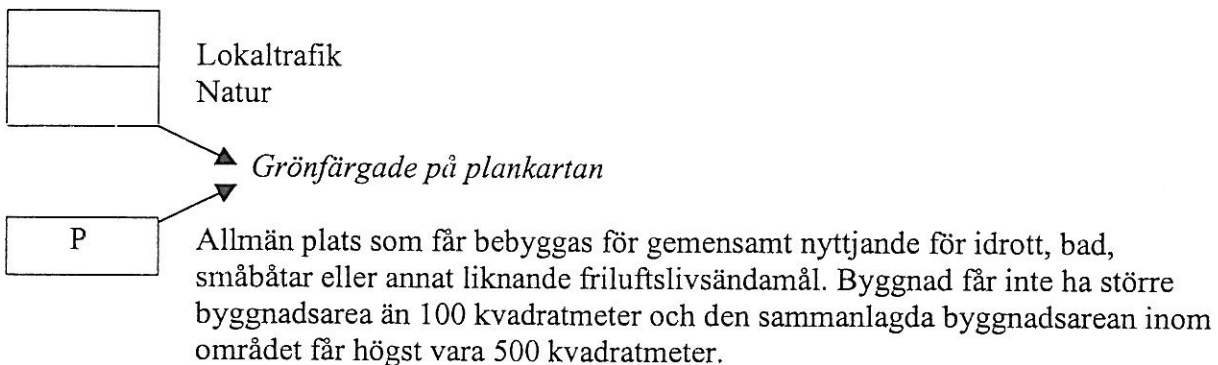 Lokaltrafik
Natur
Grönfärgade på plankartan
P
Allmän plats som får bebyggas för gemensamt nyttjande för idrott, bad,
småbåtar eller annat liknande friluftslivsändamål. Byggnad får inte ha större
byggnadsarea än 100 kvadratmeter och den sammanlagda byggnadsarean inom
området får högst vara 500 kvadratmeter.